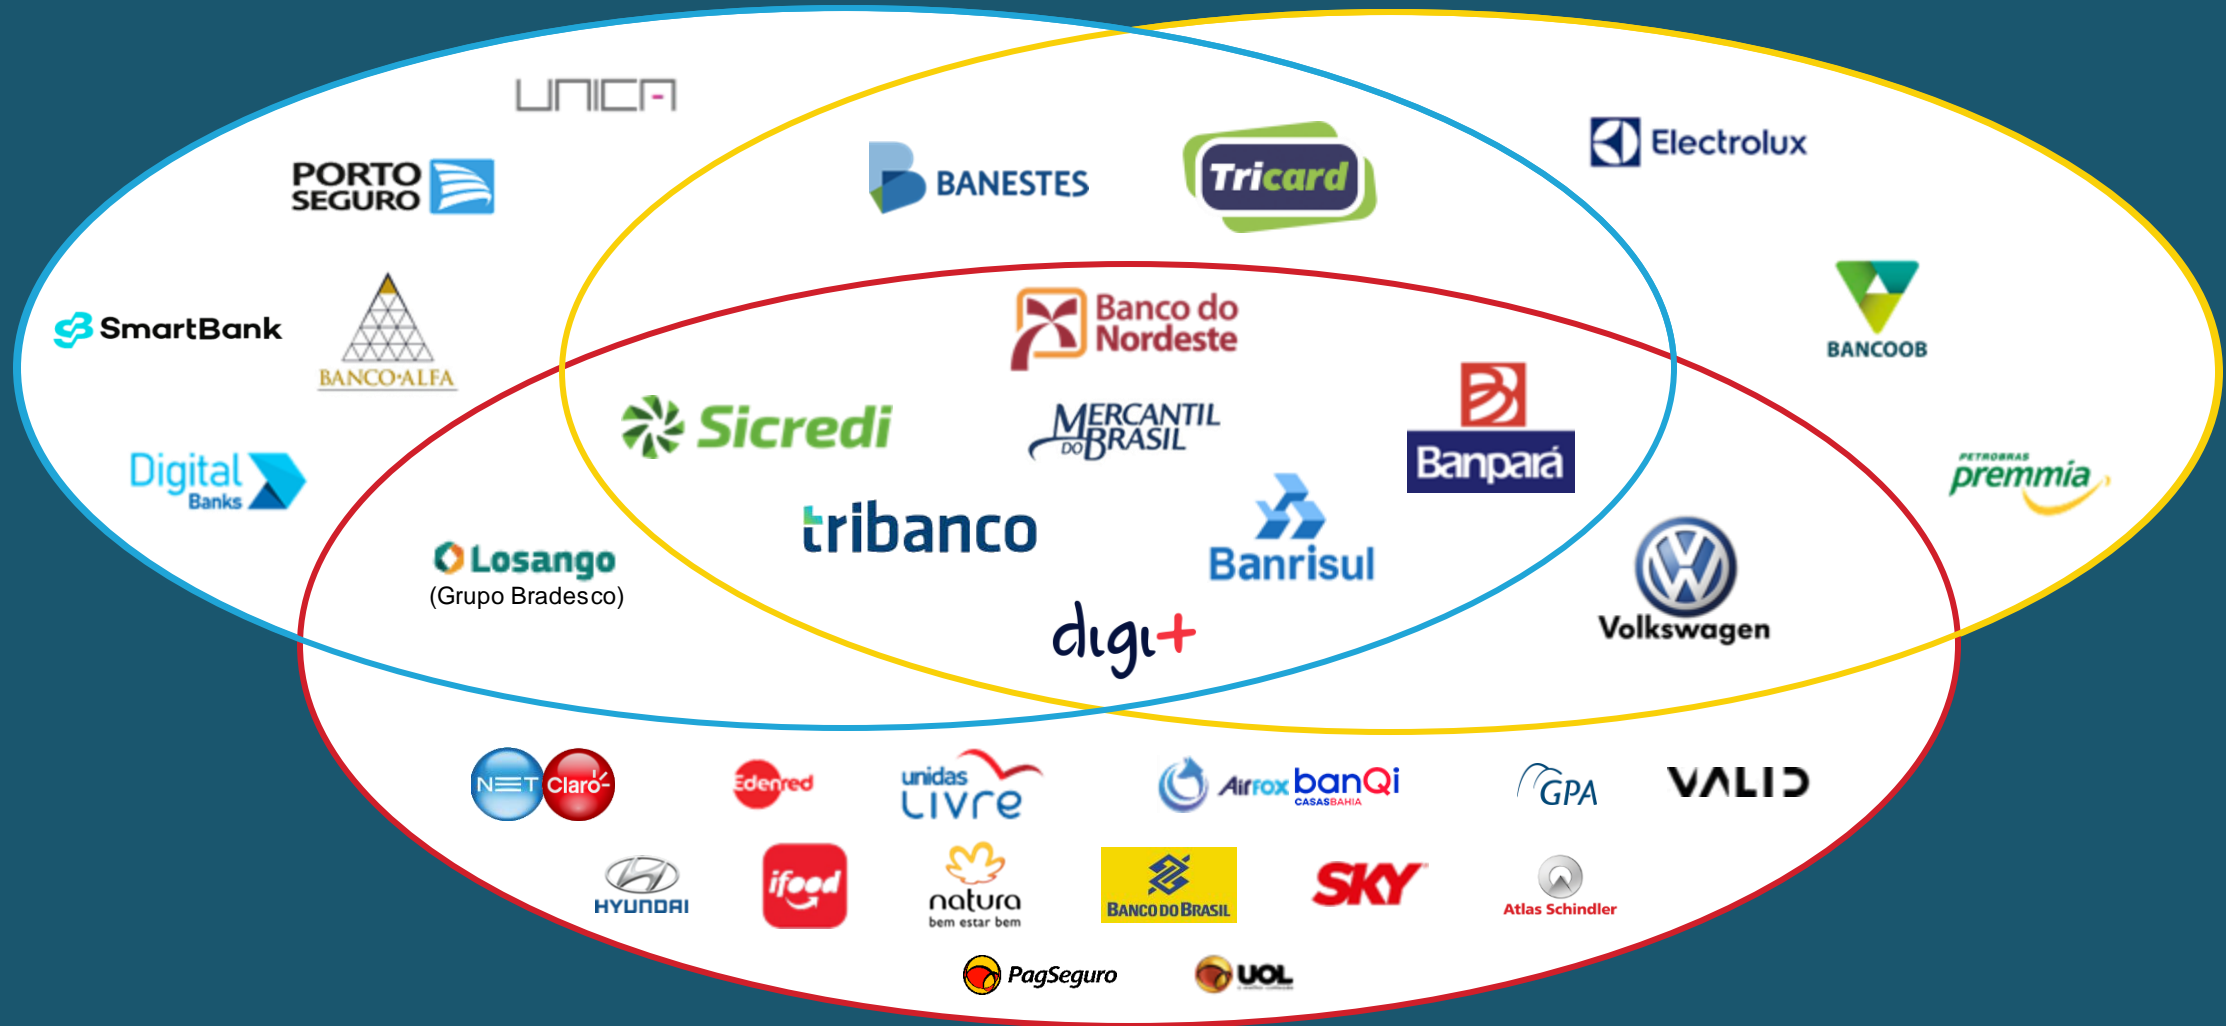 UNICA
PORTO
SEGURO
BANESTES
Tricard
Electrolux
SmartBank
BANCO ALFA
Banco do
Nordeste
BANCOOB
Sicredi
MERCANTIL
DO BRASIL
Banpará
Digital
Banks
PETROBRAS
premmia
Losango
(Grupo Bradesco)
tribanco
Banrisul
Volkswagen
digi+
NET
Claro
Edenred
unidas
Livre
Airfox
banQi
CASASBAHIA
GPA
VALID
HYUNDAI
ifood
natura
bem estar bem
BANCO DO BRASIL
SKY
Atlas Schindler
PagSeguro
UOL